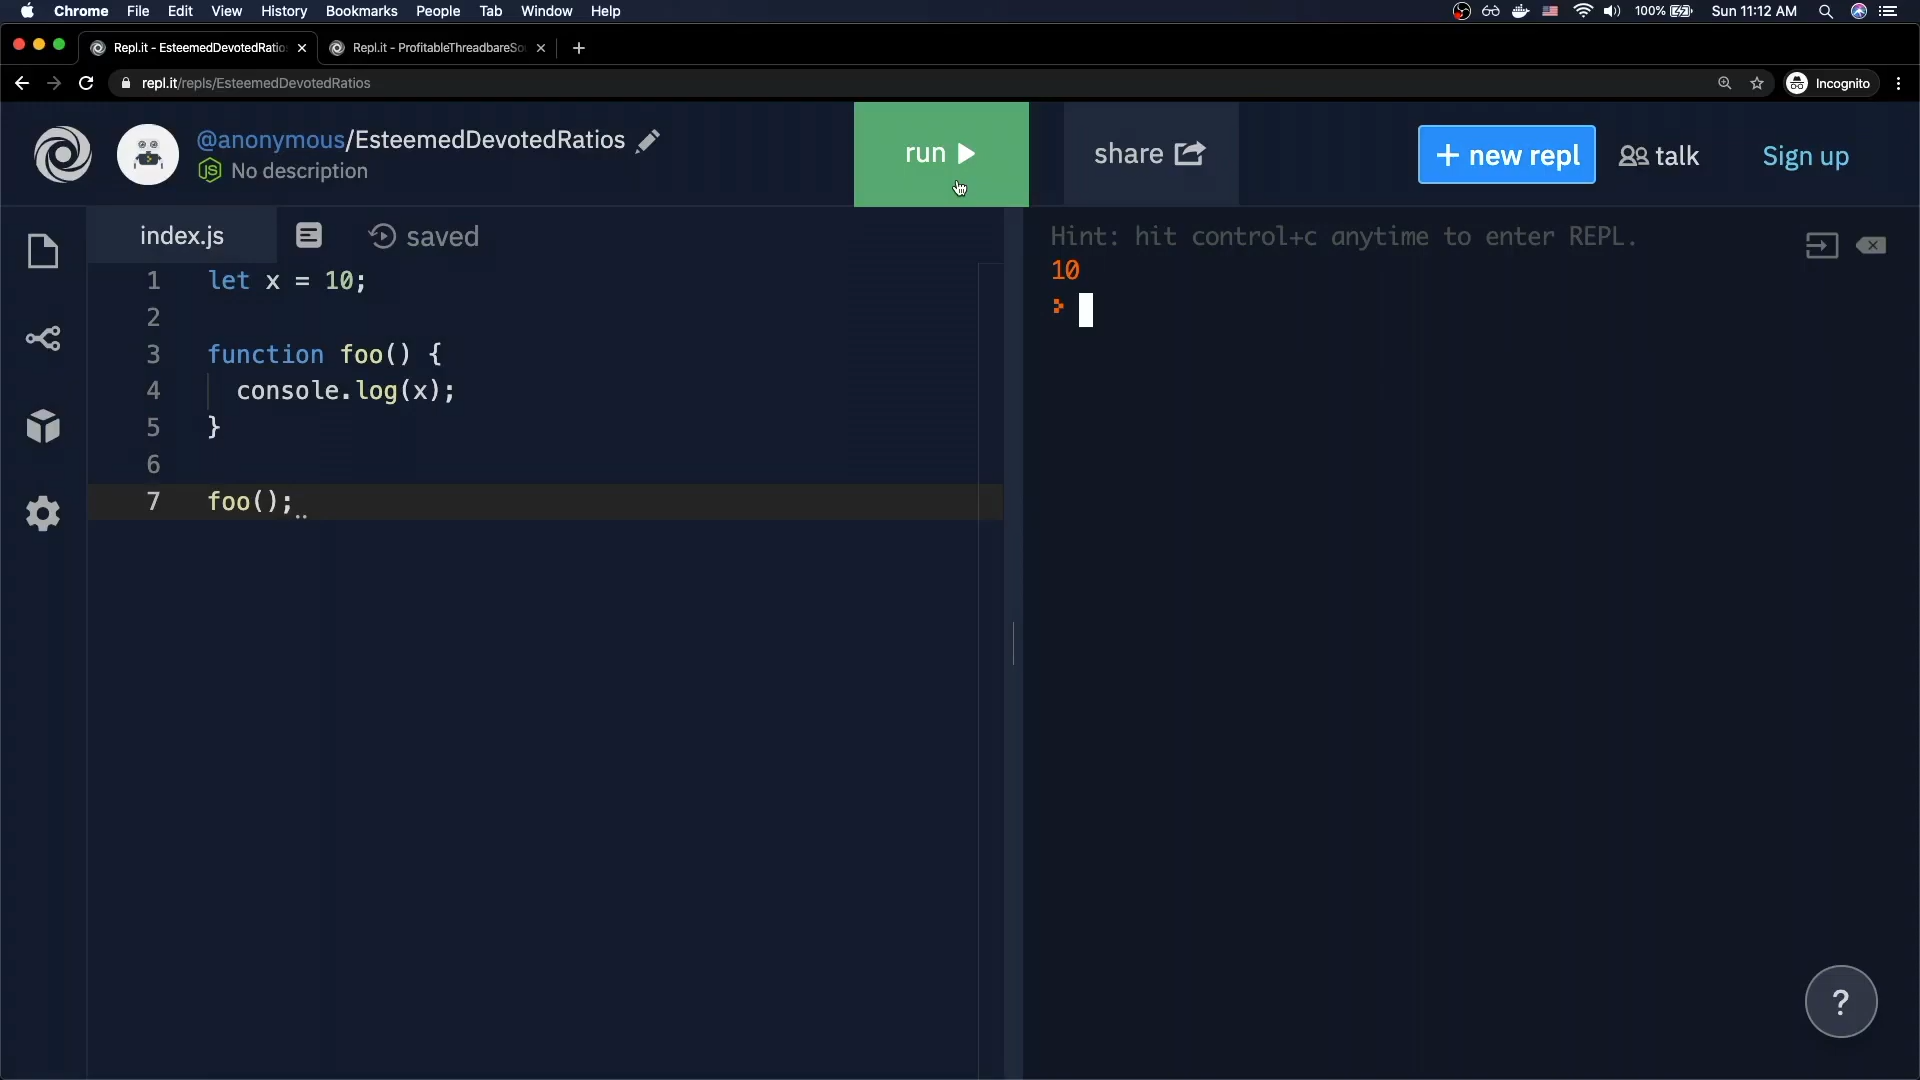 Chrome File Edit View History Bookmarks People Tab Window Help 100% Sun 11:12 AM
Repl.it - EsteemedDevotedRatios Repl.it - ProfitableThreadbareSo
repl.it/repls/EsteemedDevotedRatios Incognito
@anonymous/EsteemedDevotedRatios
No description
run
share
+ new repl
talk
Sign up
index.js
saved
1 let x = 10;
2
3 function foo() {
4 console.log(x);
5 }
6
7 foo();
Hint: hit control+c anytime to enter REPL.
10
?